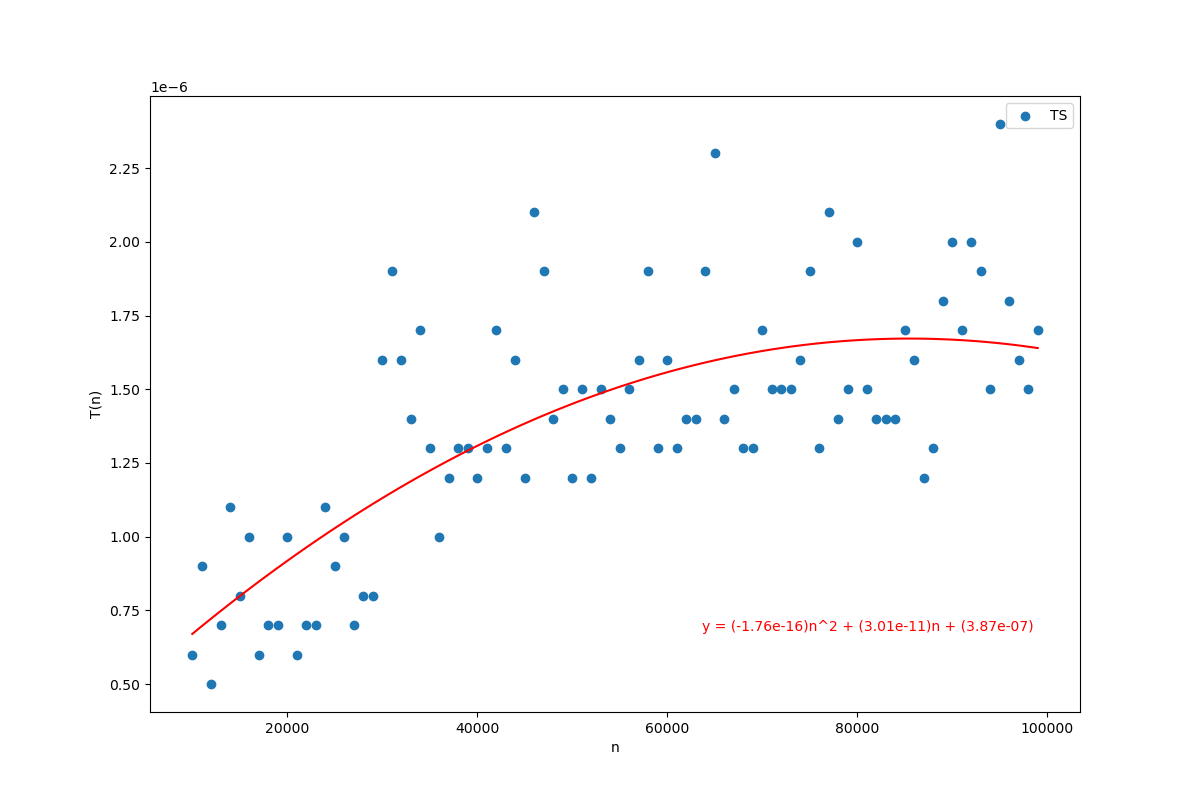 1e−6
TS
2.25
2.00
1.75
1.50
1.25
1.00
0.75
0.50
T(n)
y = (-1.76e-16)n^2 + (3.01e-11)n + (3.87e-07)
20000 40000 60000 80000 100000
n